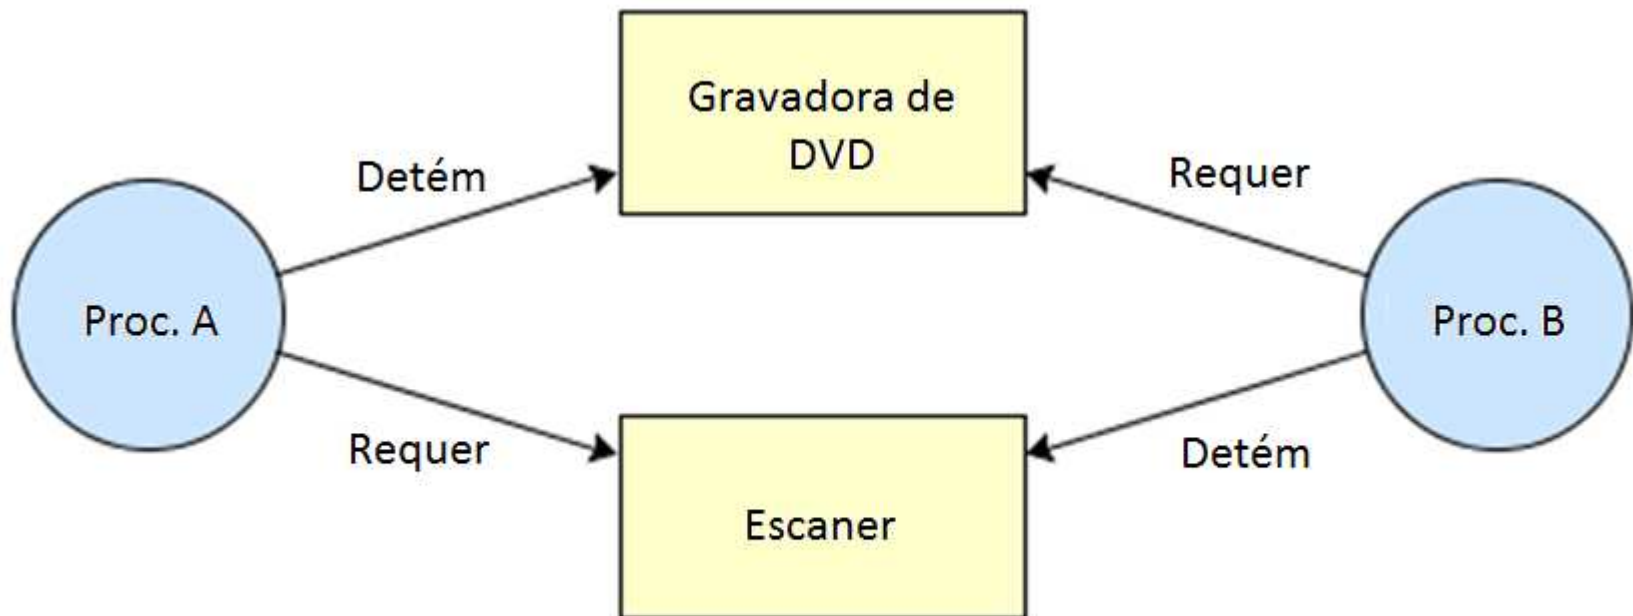 Gravadora de
DVD
Detém
Requer
Proc. A
Proc. B
Requer
Detém
Escaner